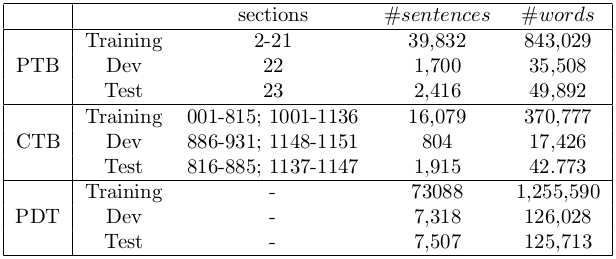 sections #sentences #words
Training 2-21 39,832 843,029
PTB Dev 22 1,700 35,508
Test 23 2,416 49,892
Training 001-815; 1001-1136 16,079 370,777
CTB Dev 886-931; 1148-1151 804 17,426
Test 816-885; 1137-1147 1,915 42.773
Training - 73088 1,255,590
PDT Dev - 7,318 126,028
Test - 7,507 125,713